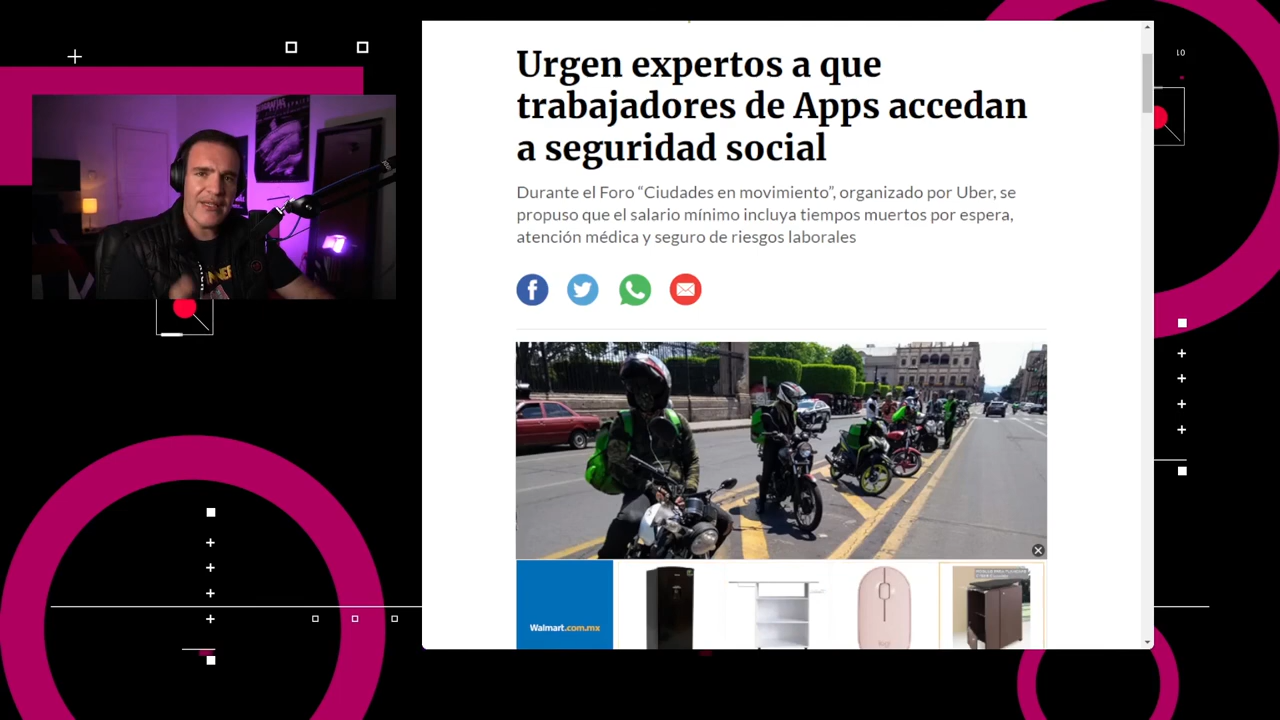 Urgen expertos a que
trabajadores de Apps accedan
a seguridad social
Durante el Foro “Ciudades en movimiento”, organizado por Uber, se
propuso que el salario mínimo incluya tiempos muertos por espera,
atención médica y seguro de riesgos laborales
Walmart.com.mx